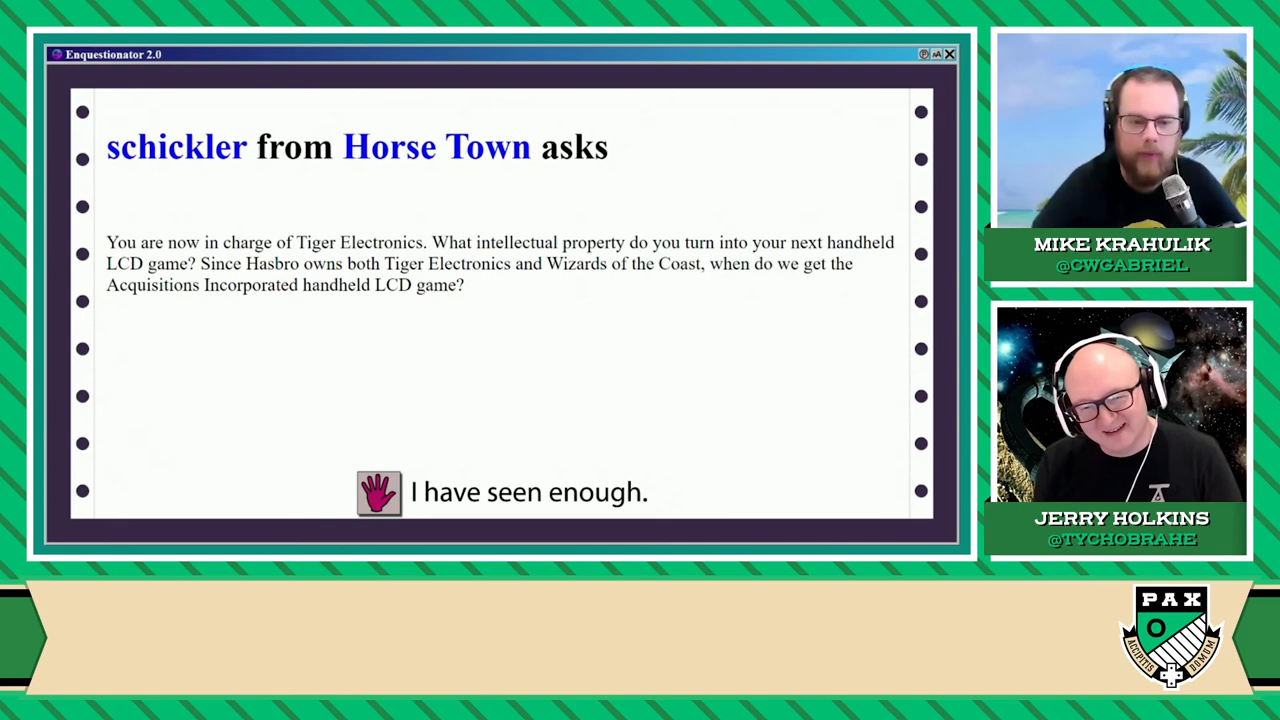 Enquestionator 2.0
schickler from Horse Town asks
You are now in charge of Tiger Electronics. What intellectual property do you turn into your next handheld
LCD game? Since Hasbro owns both Tiger Electronics and Wizards of the Coast, when do we get the
Acquisitions Incorporated handheld LCD game?
I have seen enough.
MIKE KRAHULIK
@CWGABRIEL
JERRY HOLKINS
@TYCHOBRAHE
PAX
ACCIPITIS
DOMUM